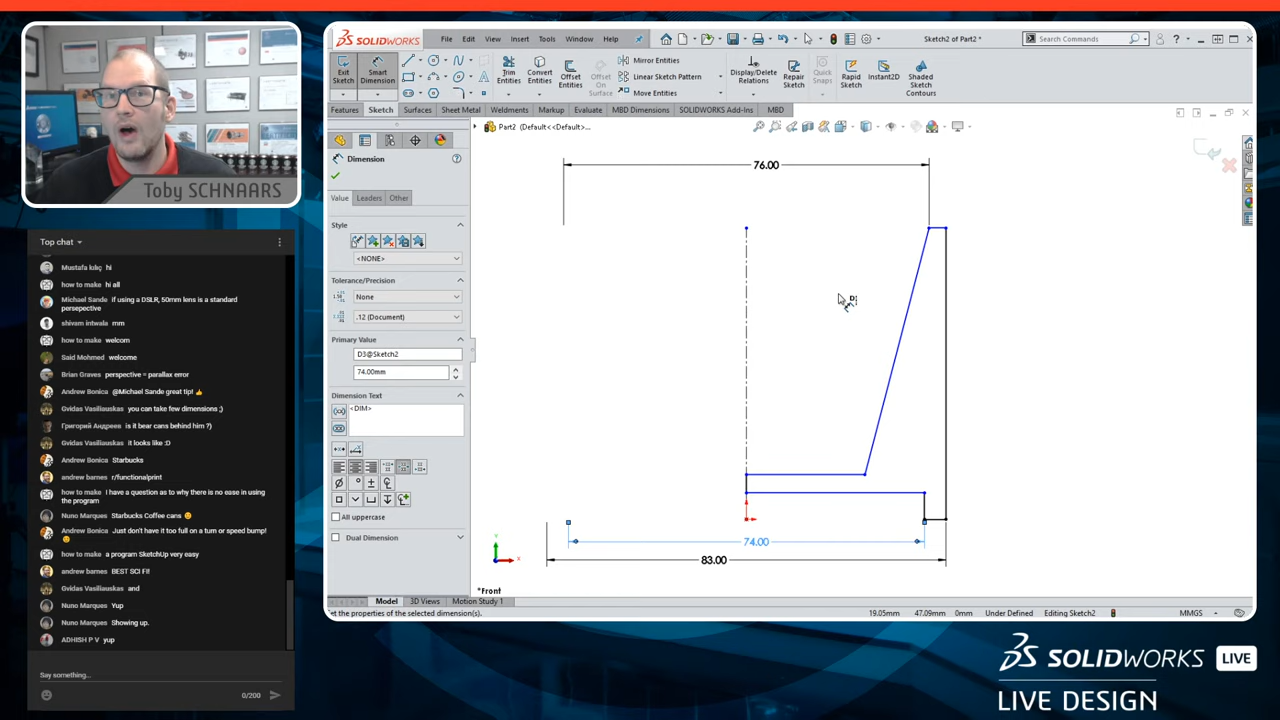 Toby SCHNAARS
SOLIDWORKS
File Edit View Insert Tools Window
Sketch2 of Part2 *
Search Commands
Exit Sketch
Smart Dimension
Trim Entities
Convert Entities
Offset Entities
Offset On Surface
Mirror Entities
Linear Sketch Pattern
Move Entities
Display/Delete Relations
Repair Sketch
Quick Snaps
Rapid Sketch
Instant2D
Shaded Sketch Contours
Features Sketch Surfaces Sheet Metal Weldments Markup Evaluate MBD Dimensions SOLIDWORKS Add-Ins MBD
Part2 (Default<<Default>...
Dimension
Value Leaders Other
Style
<NONE>
Tolerance/Precision
None
.12 (Document)
Primary Value
D3@Sketch2
74.00mm
Dimension Text
<DIM>
All uppercase
Dual Dimension
76.00
74.00
83.00
*Front
Model 3D Views Motion Study 1
et the properties of the selected dimension(s).
19.05mm 47.09mm 0mm Under Defined Editing Sketch2 MMGS
Top chat
Mustafa kılıç hi
how to make hi all
Michael Sande if using a DSLR, 50mm lens is a standard
persepective
shivam intwala mm
how to make welcom
Said Mohmed welcome
Brian Graves perspective = parallax error
Andrew Bonica @Michael Sande great tip! 👍
Gvidas Vasiliauskas you can take few dimensions ;)
Григорий Андреев is it bear cans behind him ?)
Gvidas Vasiliauskas it looks like :D
Andrew Bonica Starbucks
andrew barnes r/functionalprint
how to make I have a question as to why there is no ease in using
the program
Nuno Marques Starbucks Coffee cans 🙂
Andrew Bonica Just don't have it too full on a turn or speed bump!
🙂
how to make a program SketchUp very easy
andrew barnes BEST SCI FI!
Gvidas Vasiliauskas and
Nuno Marques Yup
Nuno Marques Showing up.
ADHISH P V yup
Say something...
0/200
SOLIDWORKS LIVE
LIVE DESIGN